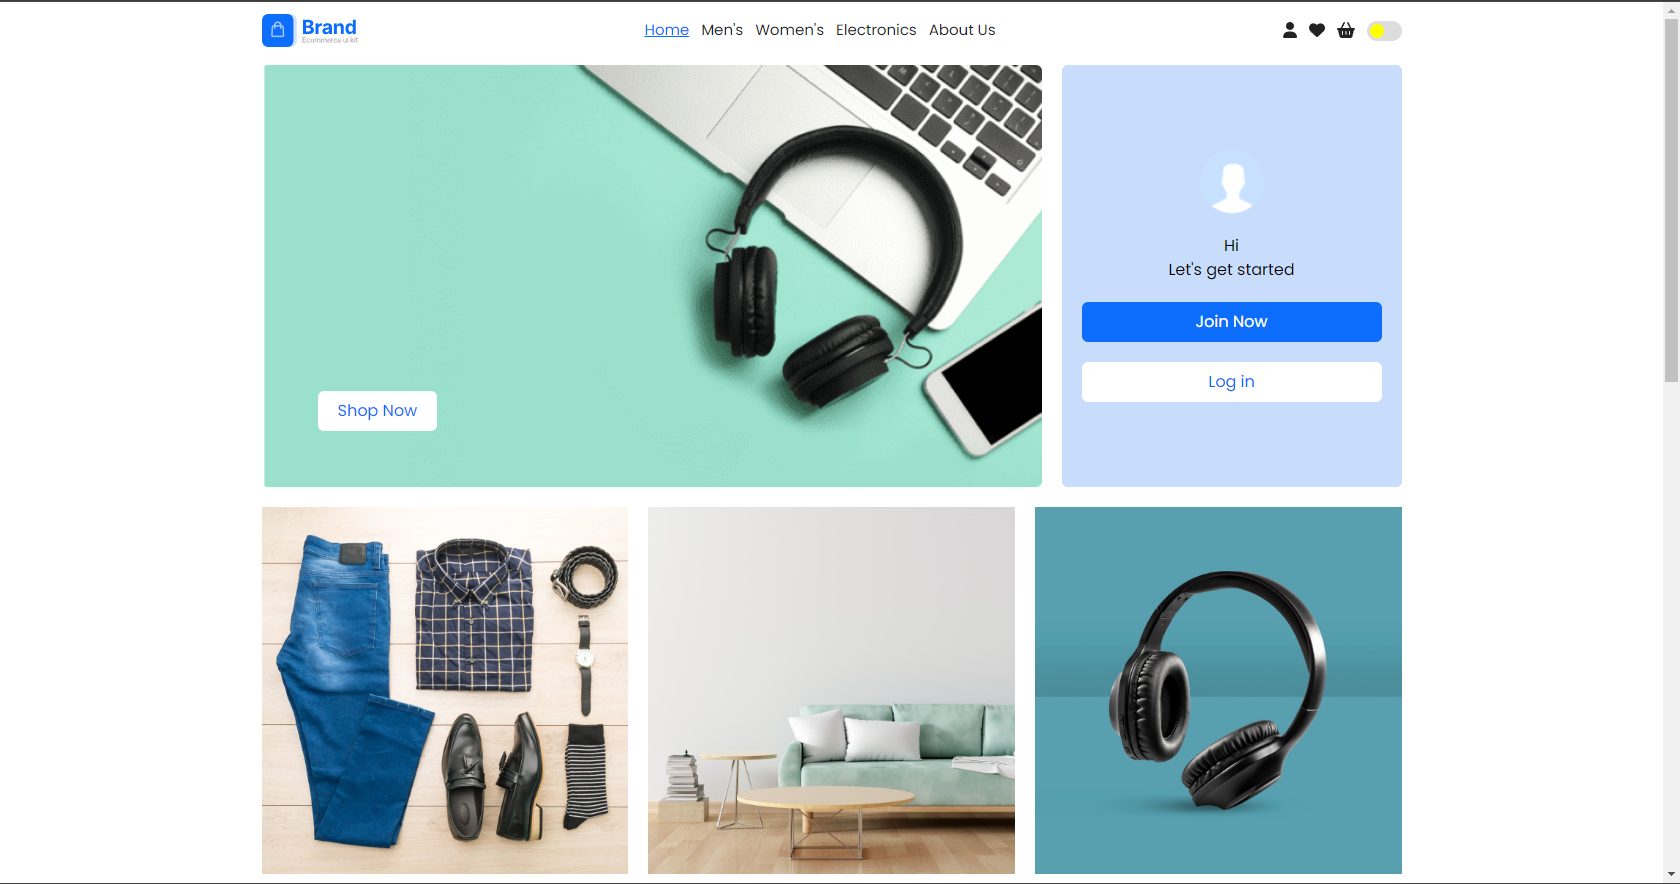 Brand
Ecommerce ui kit
Home Men's Women's Electronics About Us
Hi
Let's get started
Join Now
Log in
Shop Now